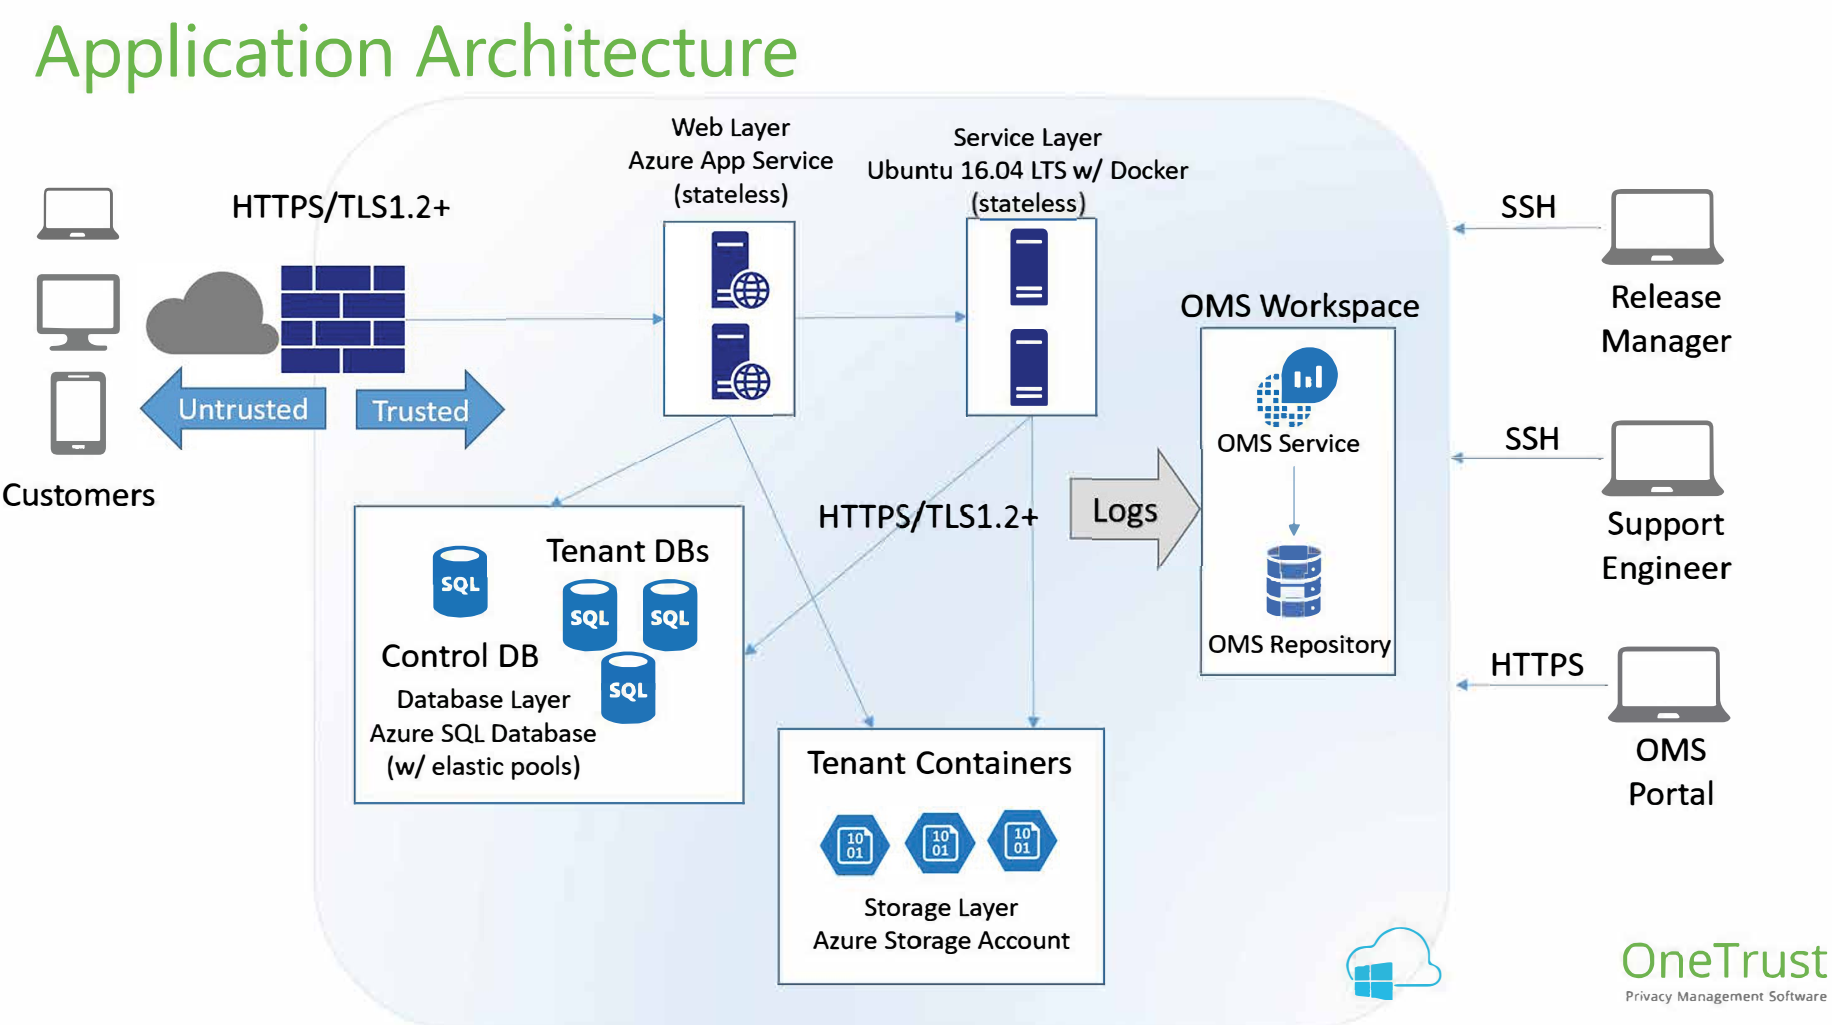 Application Architecture
Web Layer
Azure App Service
(stateless)
Service Layer
Ubuntu 16.04 LTS w/ Docker
(stateless)
HTTPS/TLS1.2+
Untrusted
Trusted
Customers
SSH
Release
Manager
OMS Workspace
OMS Service
OMS Repository
Logs
HTTPS/TLS1.2+
SSH
Support
Engineer
HTTPS
OMS
Portal
Tenant DBs
SQL
SQL
SQL
SQL
Control DB
Database Layer
Azure SQL Database
(w/ elastic pools)
Tenant Containers
10
01
10
01
10
01
Storage Layer
Azure Storage Account
OneTrust
Privacy Management Software